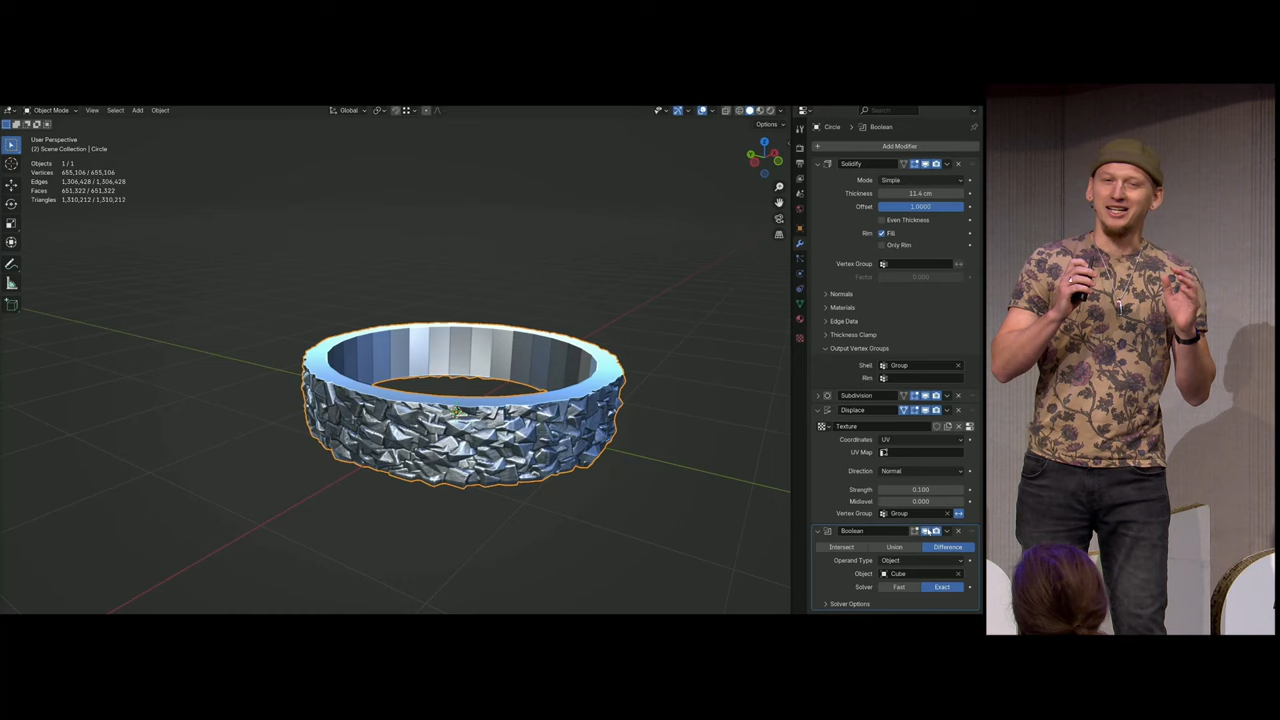 Object Mode View Select Add Object Global
Options
User Perspective
(2) Scene Collection | Circle
Objects 1 / 1
Vertices 655,106 / 655,106
Edges 1,306,428 / 1,306,428
Faces 651,322 / 651,322
Triangles 1,310,212 / 1,310,212
Z
Y
X
Search
Circle > Boolean
+ Add Modifier
Solidify
Mode Simple
Thickness 11.4 cm
Offset 1.0000
Even Thickness
Rim Fill
Only Rim
Vertex Group
Factor 0.000
Normals
Materials
Edge Data
Thickness Clamp
Output Vertex Groups
Shell Group
Rim
Subdivision
Displace
Texture
Coordinates UV
UV Map
Direction Normal
Strength 0.100
Midlevel 0.000
Vertex Group Group
Boolean
Intersect Union Difference
Operand Type Object
Object Cube
Solver Fast Exact
Solver Options